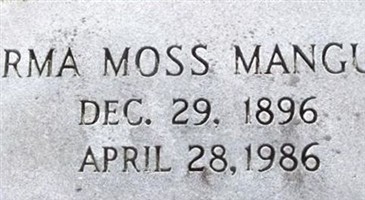 RMA MOSS MANGU
DEC. 29, 1896
APRIL 28, 1986